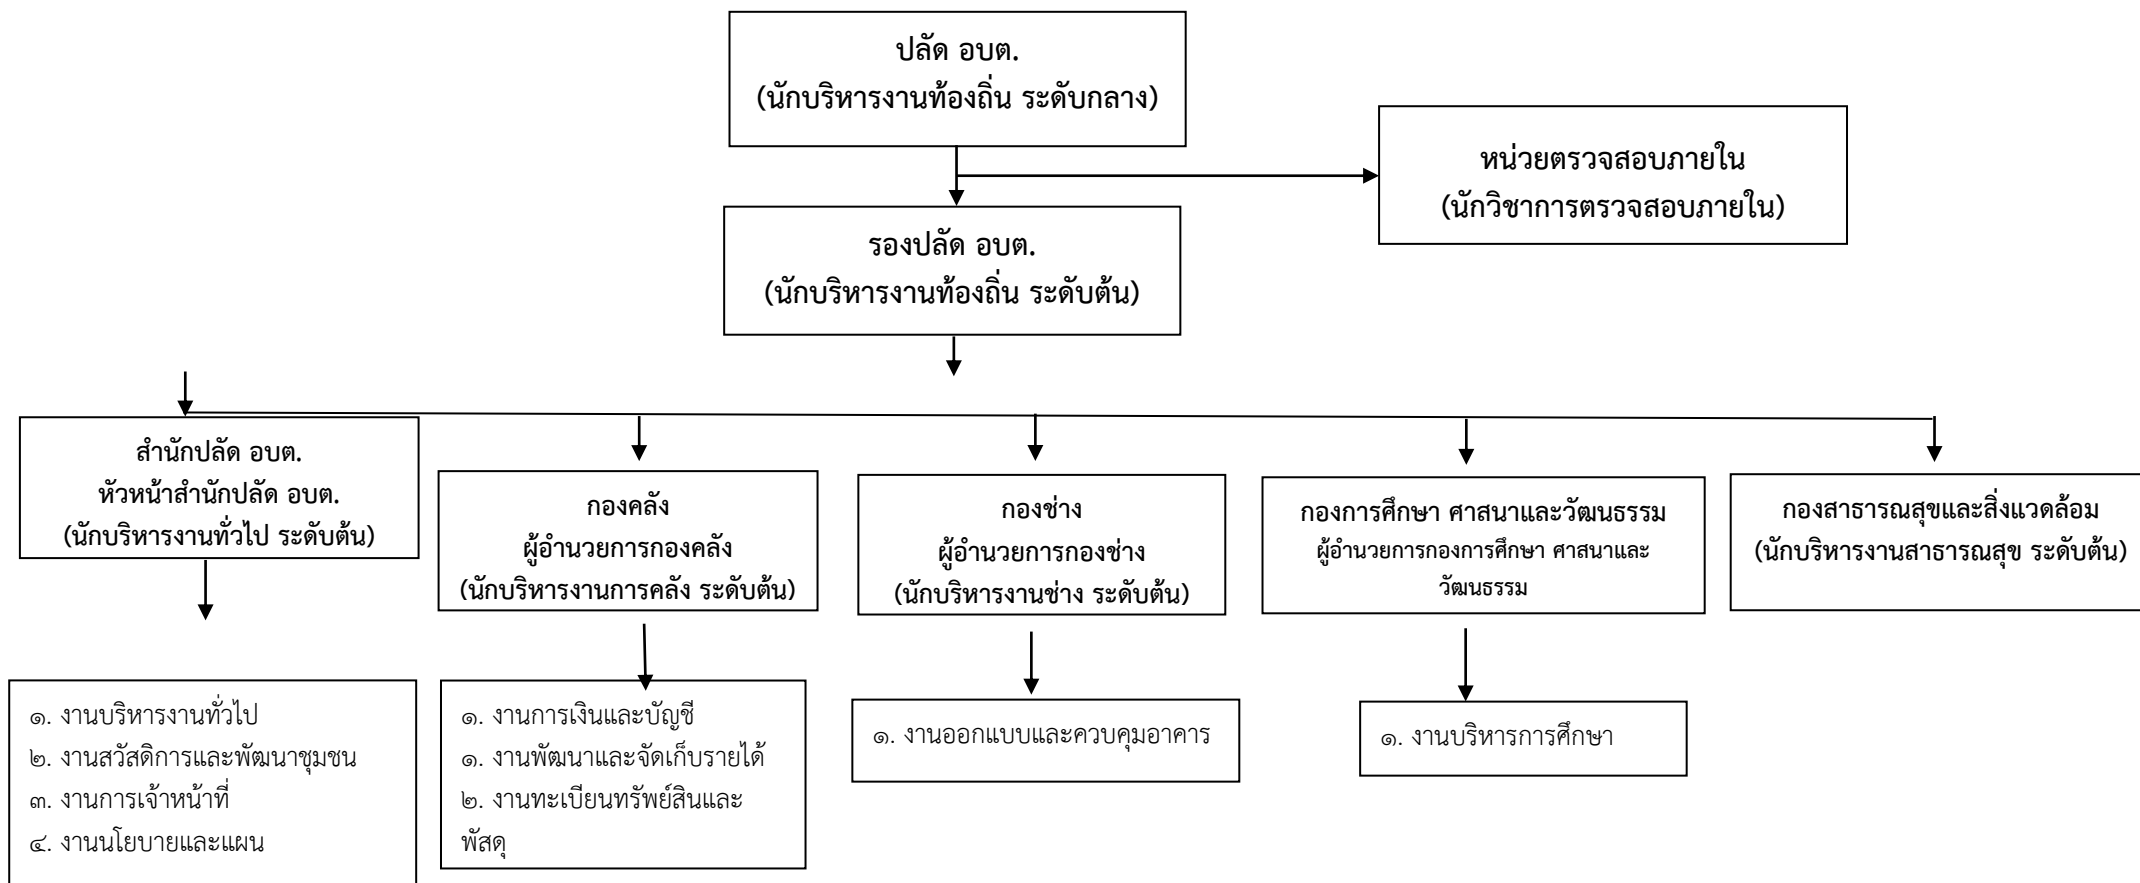 ปลัด อบต.
(นักบริหารงานท้องถิ่น ระดับกลาง)
หน่วยตรวจสอบภายใน
(นักวิชาการตรวจสอบภายใน)
รองปลัด อบต.
(นักบริหารงานท้องถิ่น ระดับต้น)
สำนักปลัด อบต.
หัวหน้าสำนักปลัด อบต.
(นักบริหารงานทั่วไป ระดับต้น)
กองคลัง
ผู้อำนวยการกองคลัง
(นักบริหารงานการคลัง ระดับต้น)
กองช่าง
ผู้อำนวยการกองช่าง
(นักบริหารงานช่าง ระดับต้น)
กองการศึกษา ศาสนาและวัฒนธรรม
ผู้อำนวยการกองการศึกษา ศาสนาและ
วัฒนธรรม
กองสาธารณสุขและสิ่งแวดล้อม
(นักบริหารงานสาธารณสุข ระดับต้น)
๑. งานบริหารงานทั่วไป
๒. งานสวัสดิการและพัฒนาชุมชน
๓. งานการเจ้าหน้าที่
๔. งานนโยบายและแผน
๑. งานการเงินและบัญชี
๑. งานพัฒนาและจัดเก็บรายได้
๒. งานทะเบียนทรัพย์สินและ
พัสดุ
๑. งานออกแบบและควบคุมอาคาร
๑. งานบริหารการศึกษา